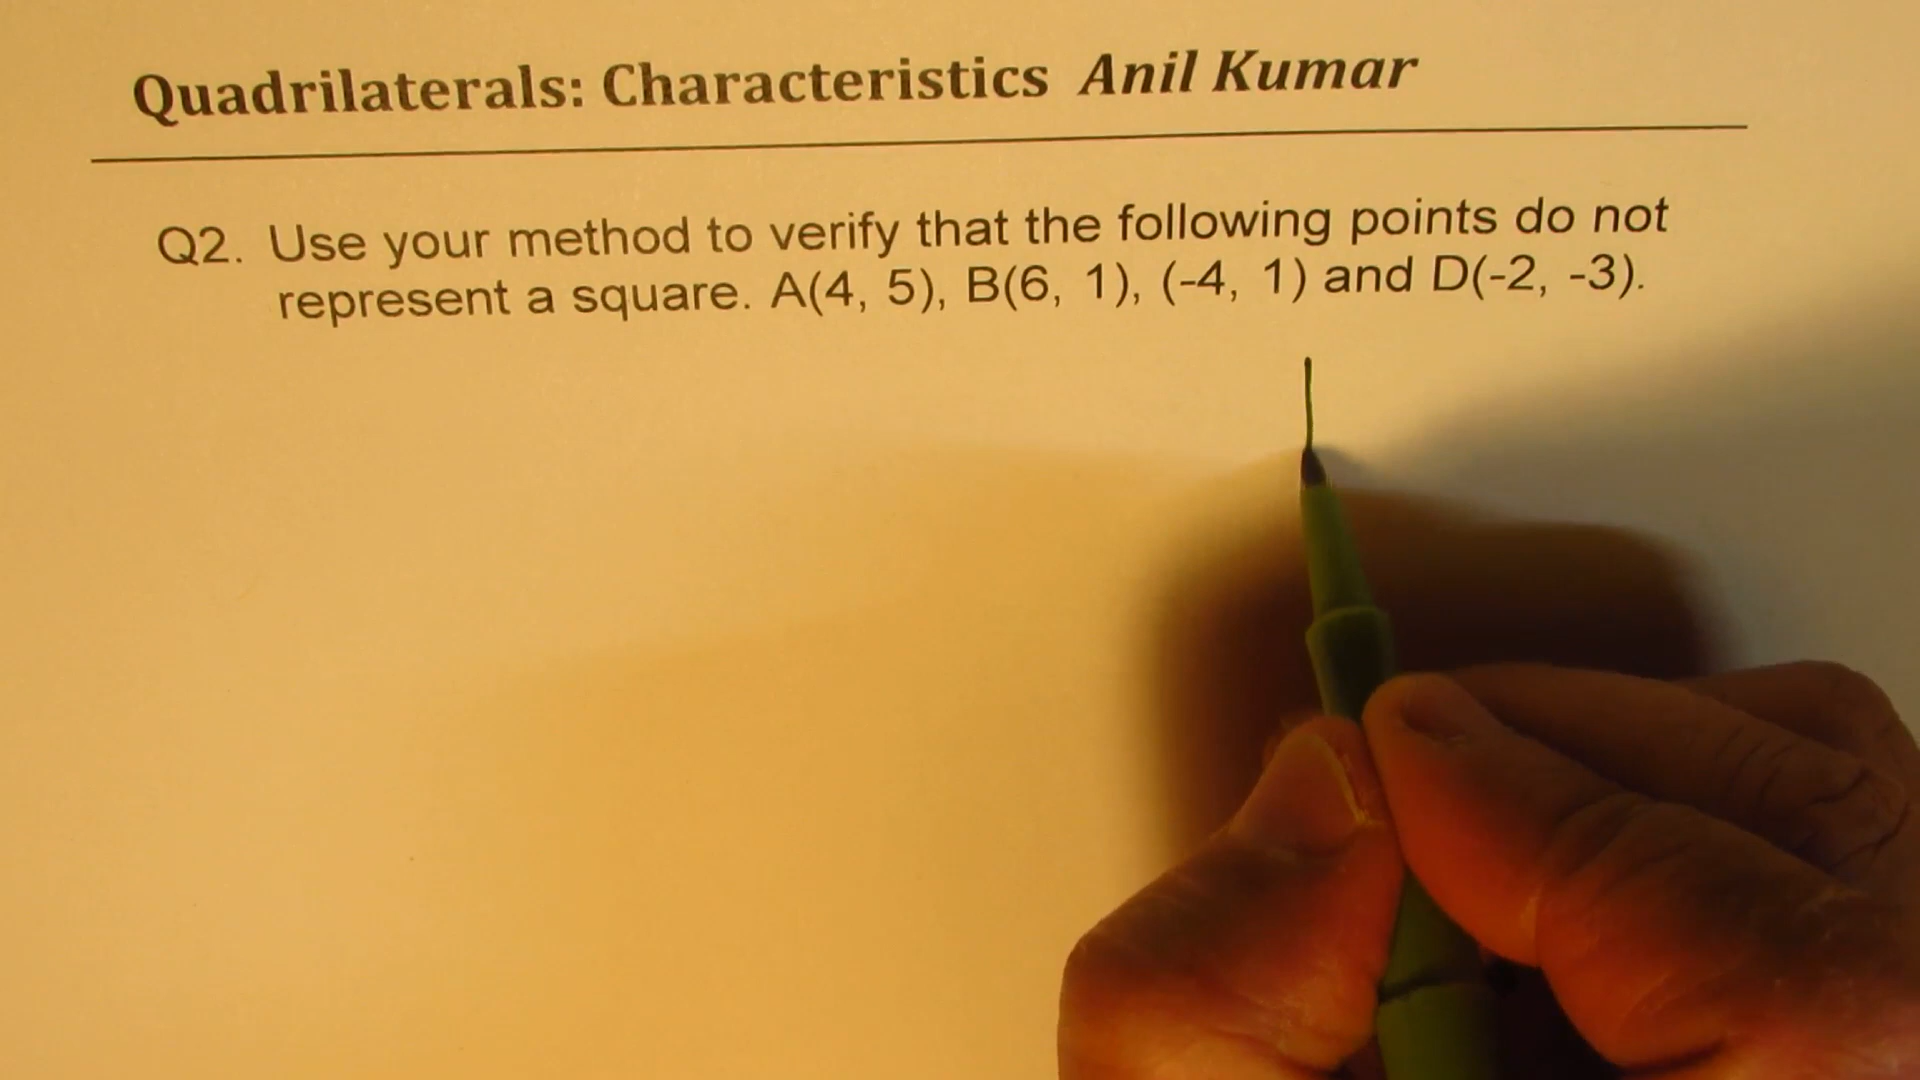 Quadrilaterals: Characteristics Anil Kumar
Q2. Use your method to verify that the following points do not
represent a square. A(4, 5), B(6, 1), (-4, 1) and D(-2, -3).